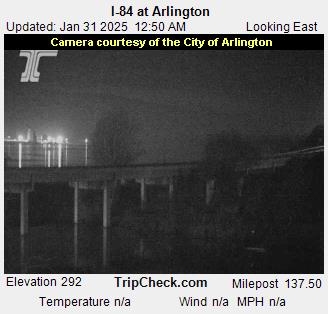 I-84 at Arlington
Updated: Jan 31 2025 12:50 AM Looking East
Camera courtesy of the City of Arlington
Elevation 292 TripCheck.com Milepost 137.50
Temperature n/a Wind n/a MPH n/a